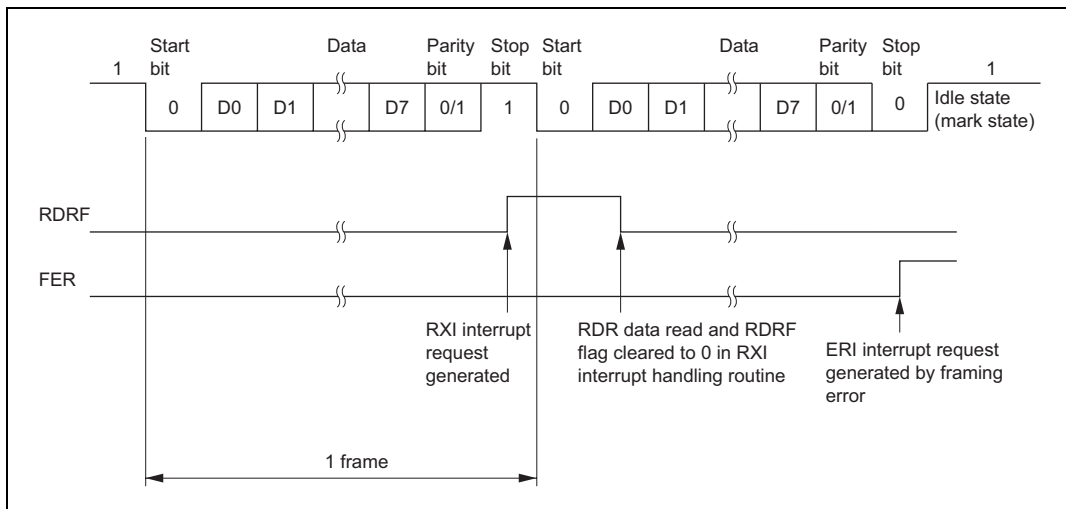 Start
bit
Data
Parity
bit
Stop
bit
Start
bit
Data
Parity
bit
Stop
bit
1
1
0
D0
D1
D7
0/1
1
0
D0
D1
D7
0/1
0
Idle state
(mark state)
RDRF
FER
RXI interrupt
request
generated
RDR data read and RDRF
flag cleared to 0 in RXI
interrupt handling routine
ERI interrupt request
generated by framing
error
1 frame